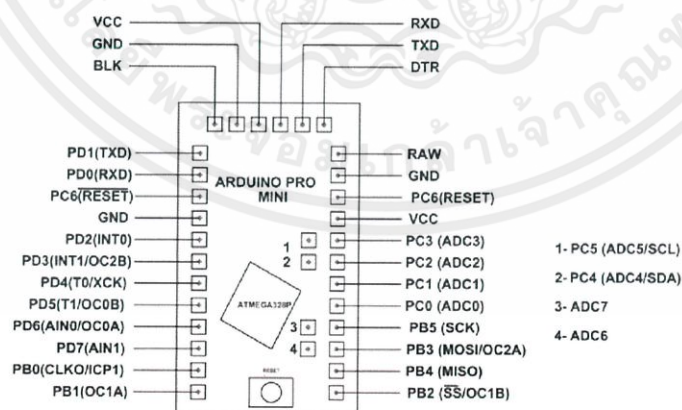 VCC
GND
BLK
RXD
TXD
DTR
PD1(TXD)
PD0(RXD)
PC6(RESET)
GND
PD2(INT0)
PD3(INT1/OC2B)
PD4(T0/XCK)
PD5(T1/OC0B)
PD6(AIN0/OC0A)
PD7(AIN1)
PB0(CLKO/ICP1)
PB1(OC1A)
ARDUINO PRO
MINI
1
2
ATMEGA328P
3
4
RESET
RAW
GND
PC6(RESET)
VCC
PC3 (ADC3)
PC2 (ADC2)
PC1 (ADC1)
PC0 (ADC0)
PB5 (SCK)
PB3 (MOSI/OC2A)
PB4 (MISO)
PB2 (SS/OC1B)
1- PC5 (ADC5/SCL)
2- PC4 (ADC4/SDA)
3- ADC7
4- ADC6